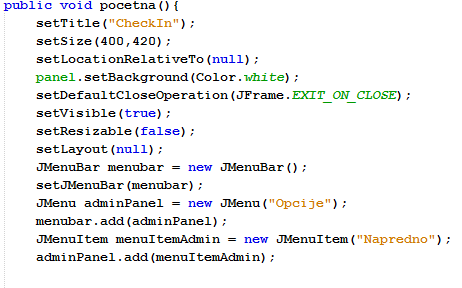 public void pocetna(){
setTitle("CheckIn");
setSize(400,420);
setLocationRelativeTo(null);
panel.setBackground(Color.white);
setDefaultCloseOperation(JFrame.EXIT_ON_CLOSE);
setVisible(true);
setResizable(false);
setLayout(null);
JMenuBar menubar = new JMenuBar();
setJMenuBar(menubar);
JMenu adminPanel = new JMenu("Opcije");
menubar.add(adminPanel);
JMenuItem menuItemAdmin = new JMenuItem("Napredno");
adminPanel.add(menuItemAdmin);